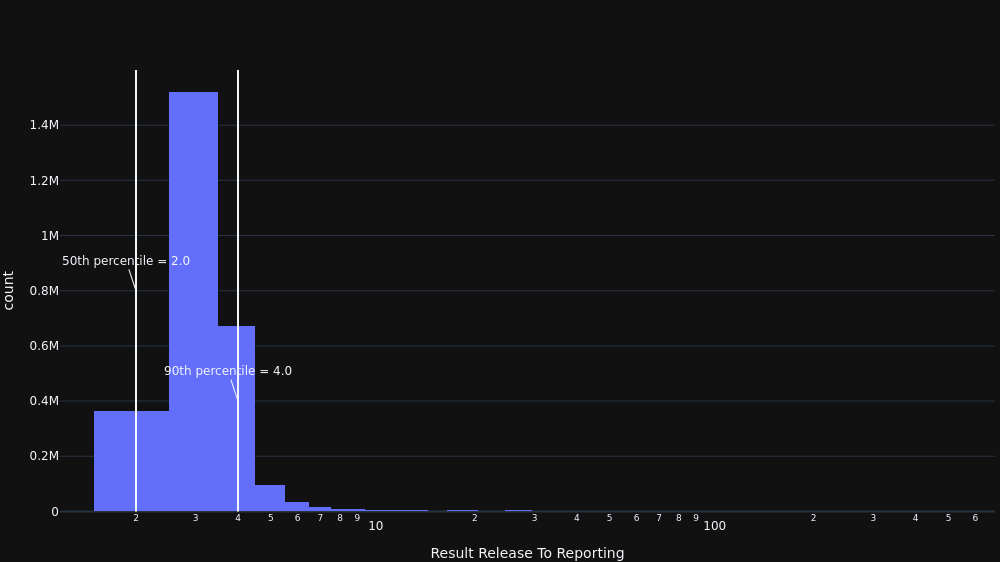 1.4M
1.2M
1M
0.8M
0.6M
0.4M
0.2M
0
count
50th percentile = 2.0
90th percentile = 4.0
2 3 4 5 6 7 8 9 10 2 3 4 5 6 7 8 9 100 2 3 4 5 6
Result Release To Reporting